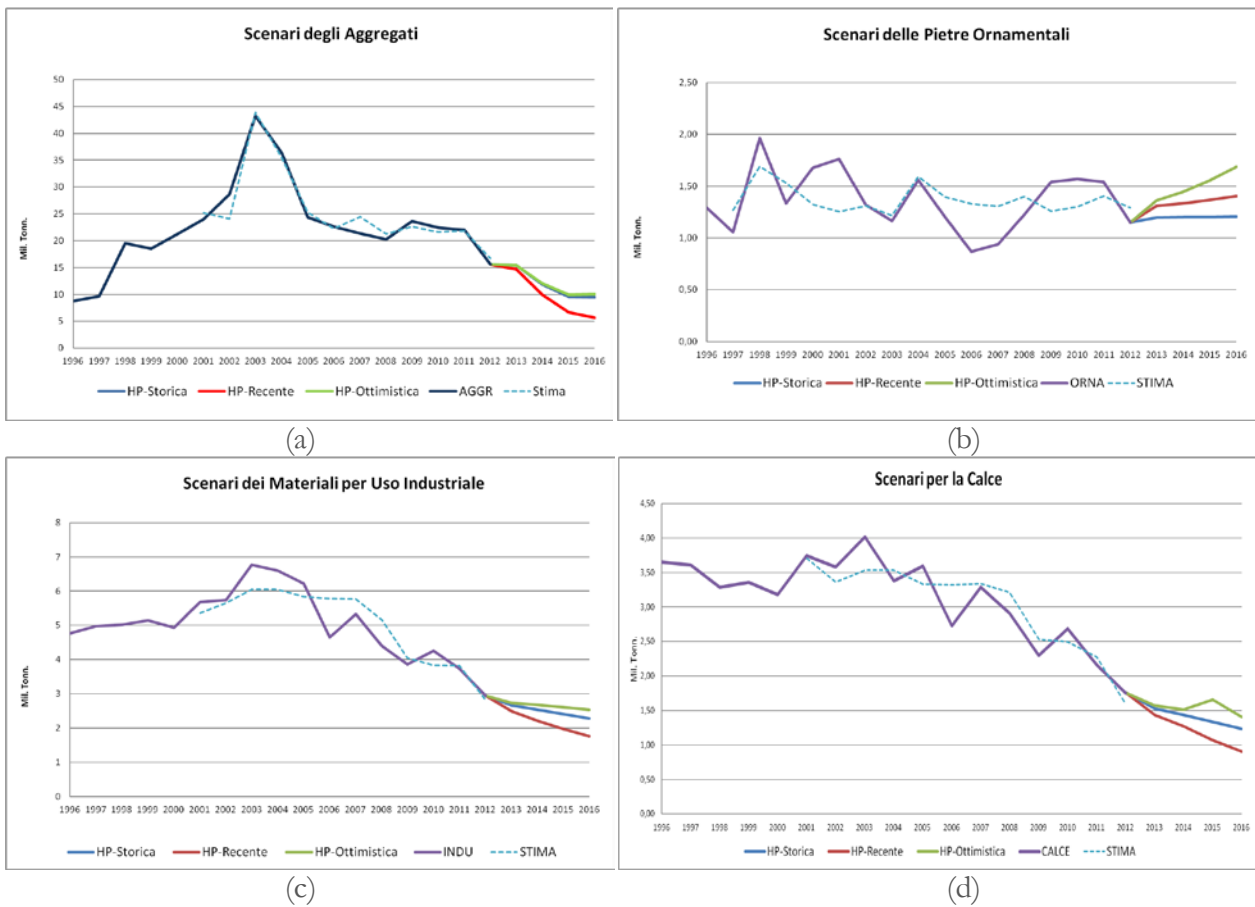 Scenari degli Aggregati
Mil. Tonn.
50
45
40
35
30
25
20
15
10
5
0
1996 1997 1998 1999 2000 2001 2002 2003 2004 2005 2006 2007 2008 2009 2010 2011 2012 2013 2014 2015 2016
HP-Storica HP-Recente HP-Ottimistica AGGR Stima
(a)
Scenari delle Pietre Ornamentali
Mil. Tonn.
2,50
2,00
1,50
1,00
0,50
0,00
1996 1997 1998 1999 2000 2001 2002 2003 2004 2005 2006 2007 2008 2009 2010 2011 2012 2013 2014 2015 2016
HP-Storica HP-Recente HP-Ottimistica ORNA STIMA
(b)
Scenari dei Materiali per Uso Industriale
Mil. Tonn.
8
7
6
5
4
3
2
1
0
1996 1997 1998 1999 2000 2001 2002 2003 2004 2005 2006 2007 2008 2009 2010 2011 2012 2013 2014 2015 2016
HP-Storica HP-Recente HP-Ottimistica INDU STIMA
(c)
Scenari per la Calce
Mil. Tonn.
4,50
4,00
3,50
3,00
2,50
2,00
1,50
1,00
0,50
0,00
1996 1997 1998 1999 2000 2001 2002 2003 2004 2005 2006 2007 2008 2009 2010 2011 2012 2013 2014 2015 2016
HP-Storica HP-Recente HP-Ottimistica CALCE STIMA
(d)